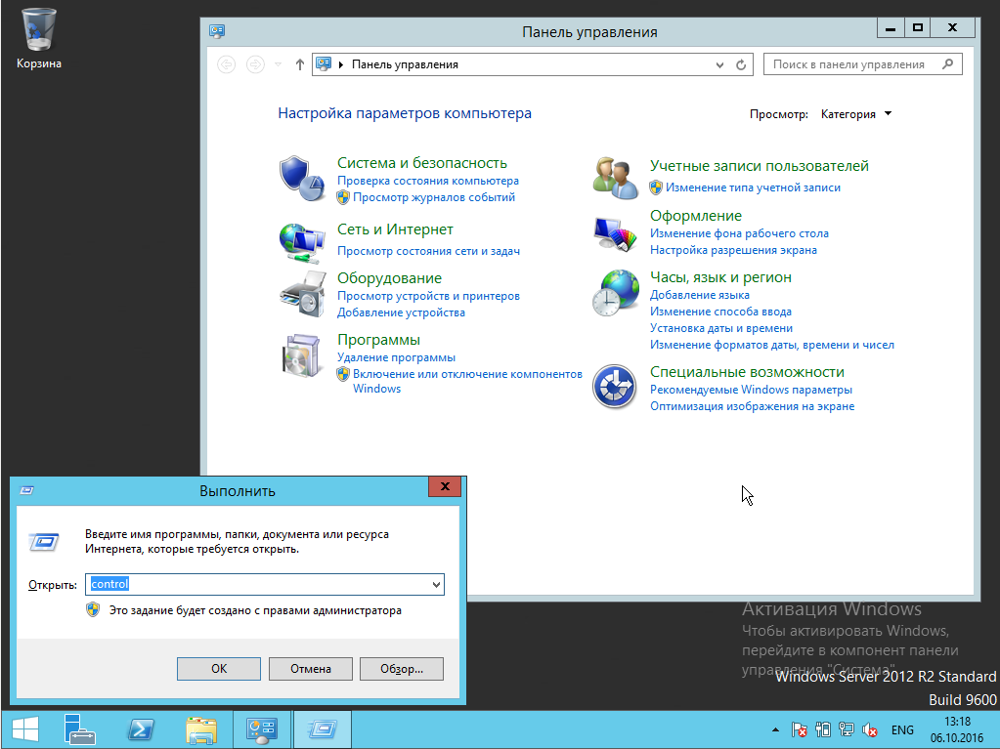 Корзина
Панель управления
Панель управления
Поиск в панели управления
Настройка параметров компьютера
Просмотр: Категория
Система и безопасность
Проверка состояния компьютера
Просмотр журналов событий
Сеть и Интернет
Просмотр состояния сети и задач
Оборудование
Просмотр устройств и принтеров
Добавление устройства
Программы
Удаление программы
Включение или отключение компонентов
Windows
Учетные записи пользователей
Изменение типа учетной записи
Оформление
Изменение фона рабочего стола
Настройка разрешения экрана
Часы, язык и регион
Добавление языка
Изменение способа ввода
Установка даты и времени
Изменение форматов даты, времени и чисел
Специальные возможности
Рекомендуемые Windows параметры
Оптимизация изображения на экране
Выполнить
Введите имя программы, папки, документа или ресурса
Интернета, которые требуется открыть.
Открыть: control
Это задание будет создано с правами администратора
OK Отмена Обзор...
Активация Windows
Чтобы активировать Windows,
перейдите в компонент панели
управления "Система".
Windows Server 2012 R2 Standard
Build 9600
ENG
13:18
06.10.2016